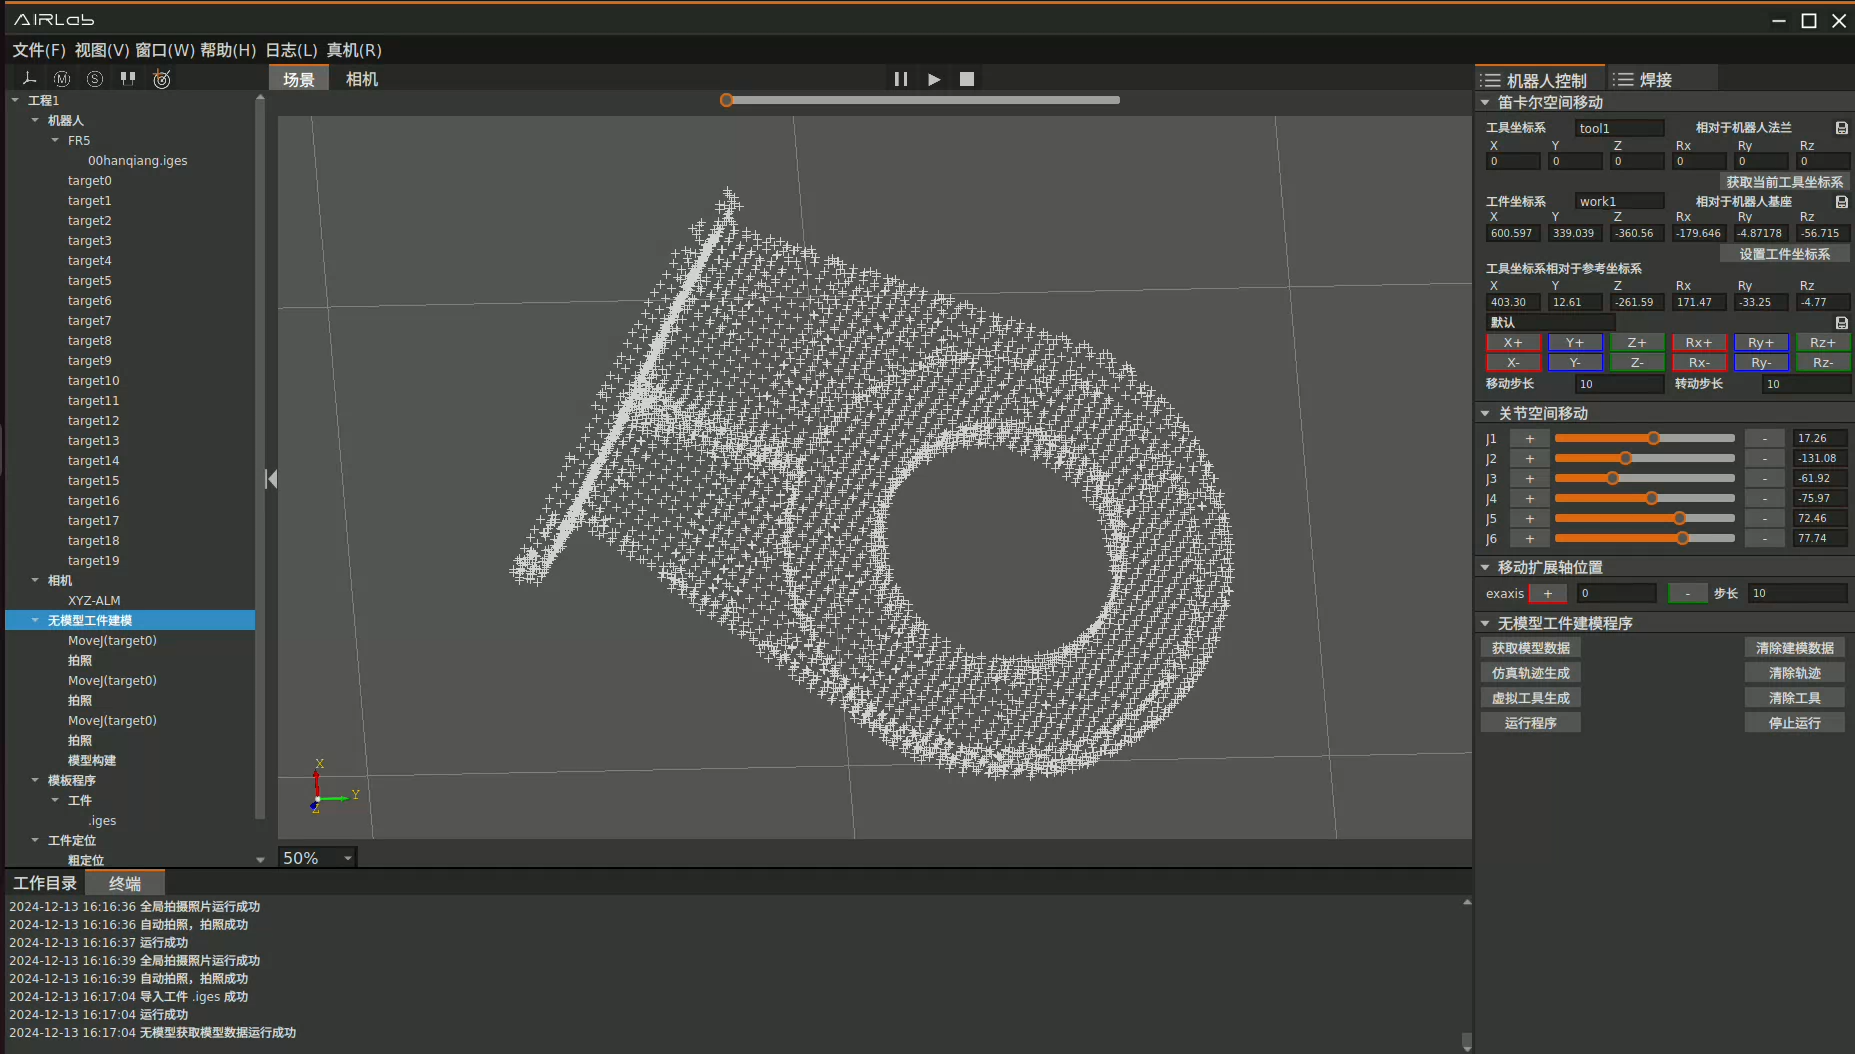 AIRLab
文件(F) 视图(V) 窗口(W) 帮助(H) 日志(L) 真机(R)
M S
工程1
机器人
FR5
00hanqiang.iges
target0
target1
target2
target3
target4
target5
target6
target7
target8
target9
target10
target11
target12
target13
target14
target15
target16
target17
target18
target19
相机
XYZ-ALM
无模型工件建模
MoveJ(target0)
拍照
MoveJ(target0)
拍照
MoveJ(target0)
拍照
模型构建
模板程序
工件
.iges
工件定位
粗定位
场景 相机
X
Y
Z
50%
机器人控制 焊接
笛卡尔空间移动
工具坐标系 tool1 相对于机器人法兰
X Y Z Rx Ry Rz
0 0 0 0 0 0
获取当前工具坐标系
工件坐标系 work1 相对于机器人基座
X Y Z Rx Ry Rz
600.597 339.039 -360.56 -179.646 -4.87178 -56.715
设置工件坐标系
工具坐标系相对于参考坐标系
X Y Z Rx Ry Rz
403.30 12.61 -261.59 171.47 -33.25 -4.77
默认
X+ Y+ Z+ Rx+ Ry+ Rz+
X- Y- Z- Rx- Ry- Rz-
移动步长 10 转动步长 10
关节空间移动
J1 + - 17.26
J2 + - -131.08
J3 + - -61.92
J4 + - -75.97
J5 + - 72.46
J6 + - 77.74
移动扩展轴位置
exaxis + 0 - 步长 10
无模型工件建模程序
获取模型数据 清除建模数据
仿真轨迹生成 清除轨迹
虚拟工具生成 清除工具
运行程序 停止运行
工作目录 终端
2024-12-13 16:16:36 全局拍摄照片运行成功
2024-12-13 16:16:36 自动拍照，拍照成功
2024-12-13 16:16:37 运行成功
2024-12-13 16:16:39 全局拍摄照片运行成功
2024-12-13 16:16:39 自动拍照，拍照成功
2024-12-13 16:17:04 导入工件 .iges 成功
2024-12-13 16:17:04 运行成功
2024-12-13 16:17:04 无模型获取模型数据运行成功